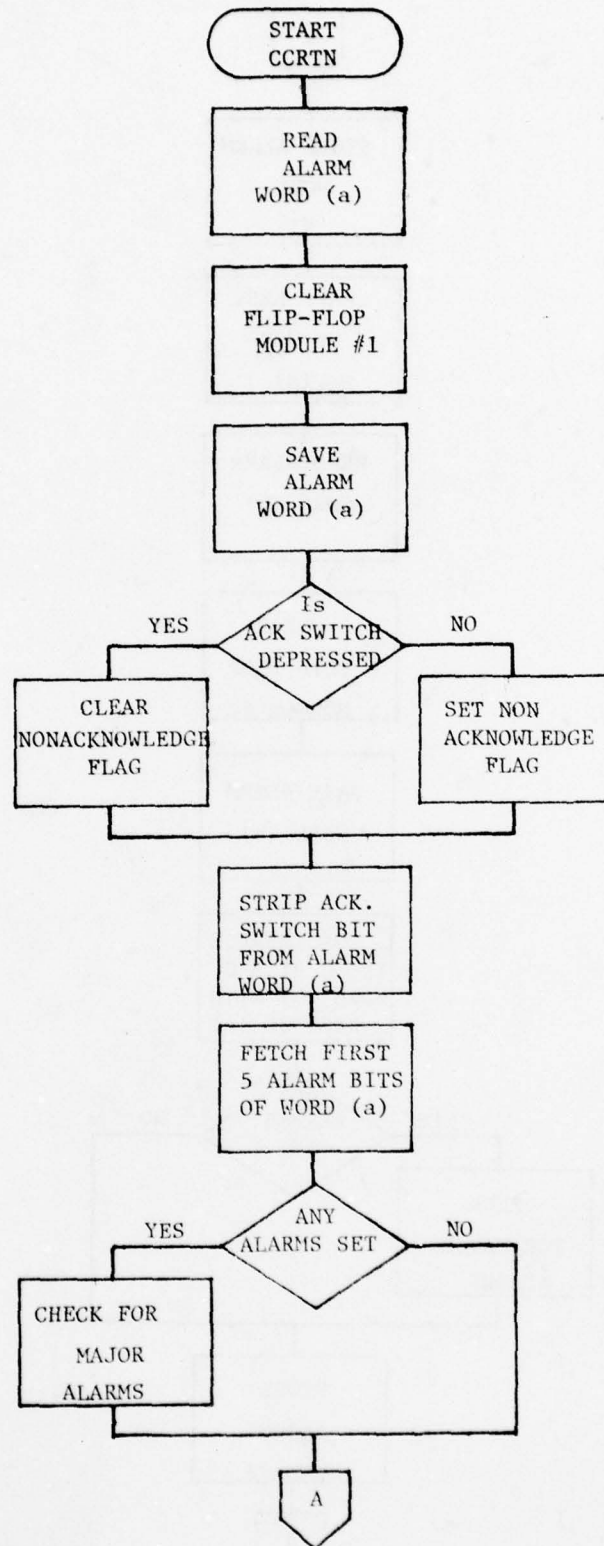 START
CCRTN
READ
ALARM
WORD (a)
CLEAR
FLIP-FLOP
MODULE #1
SAVE
ALARM
WORD (a)
Is
ACK SWITCH
DEPRESSED
YES
NO
CLEAR
NONACKNOWLEDGE
FLAG
SET NON
ACKNOWLEDGE
FLAG
STRIP ACK.
SWITCH BIT
FROM ALARM
WORD (a)
FETCH FIRST
5 ALARM BITS
OF WORD (a)
ANY
ALARMS SET
YES
NO
CHECK FOR
MAJOR
ALARMS
A